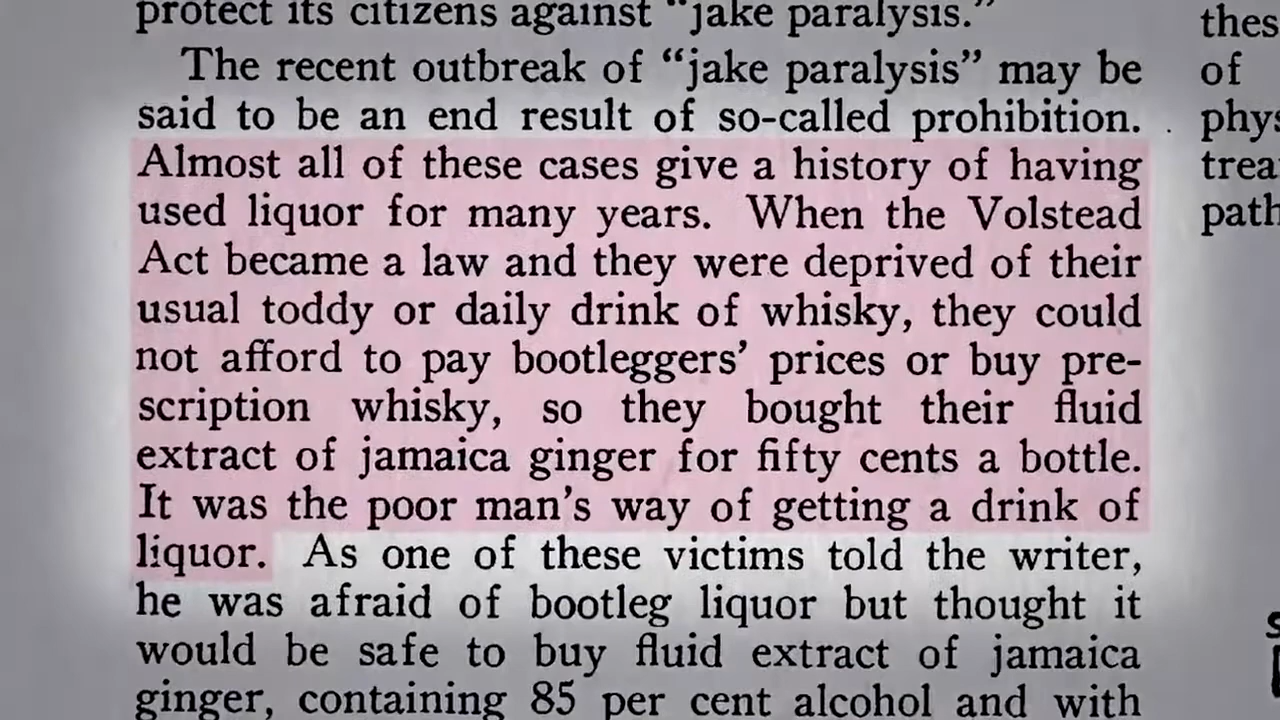 protect its citizens against "jake paralysis."
The recent outbreak of “jake paralysis” may be
said to be an end result of so-called prohibition.
Almost all of these cases give a history of having
used liquor for many years. When the Volstead
Act became a law and they were deprived of their
usual toddy or daily drink of whisky, they could
not afford to pay bootleggers’ prices or buy pre-
scription whisky, so they bought their fluid
extract of jamaica ginger for fifty cents a bottle.
It was the poor man’s way of getting a drink of
liquor. As one of these victims told the writer,
he was afraid of bootleg liquor but thought it
would be safe to buy fluid extract of jamaica
ginger, containing 85 per cent alcohol and with
thes
of
phys
trea
path